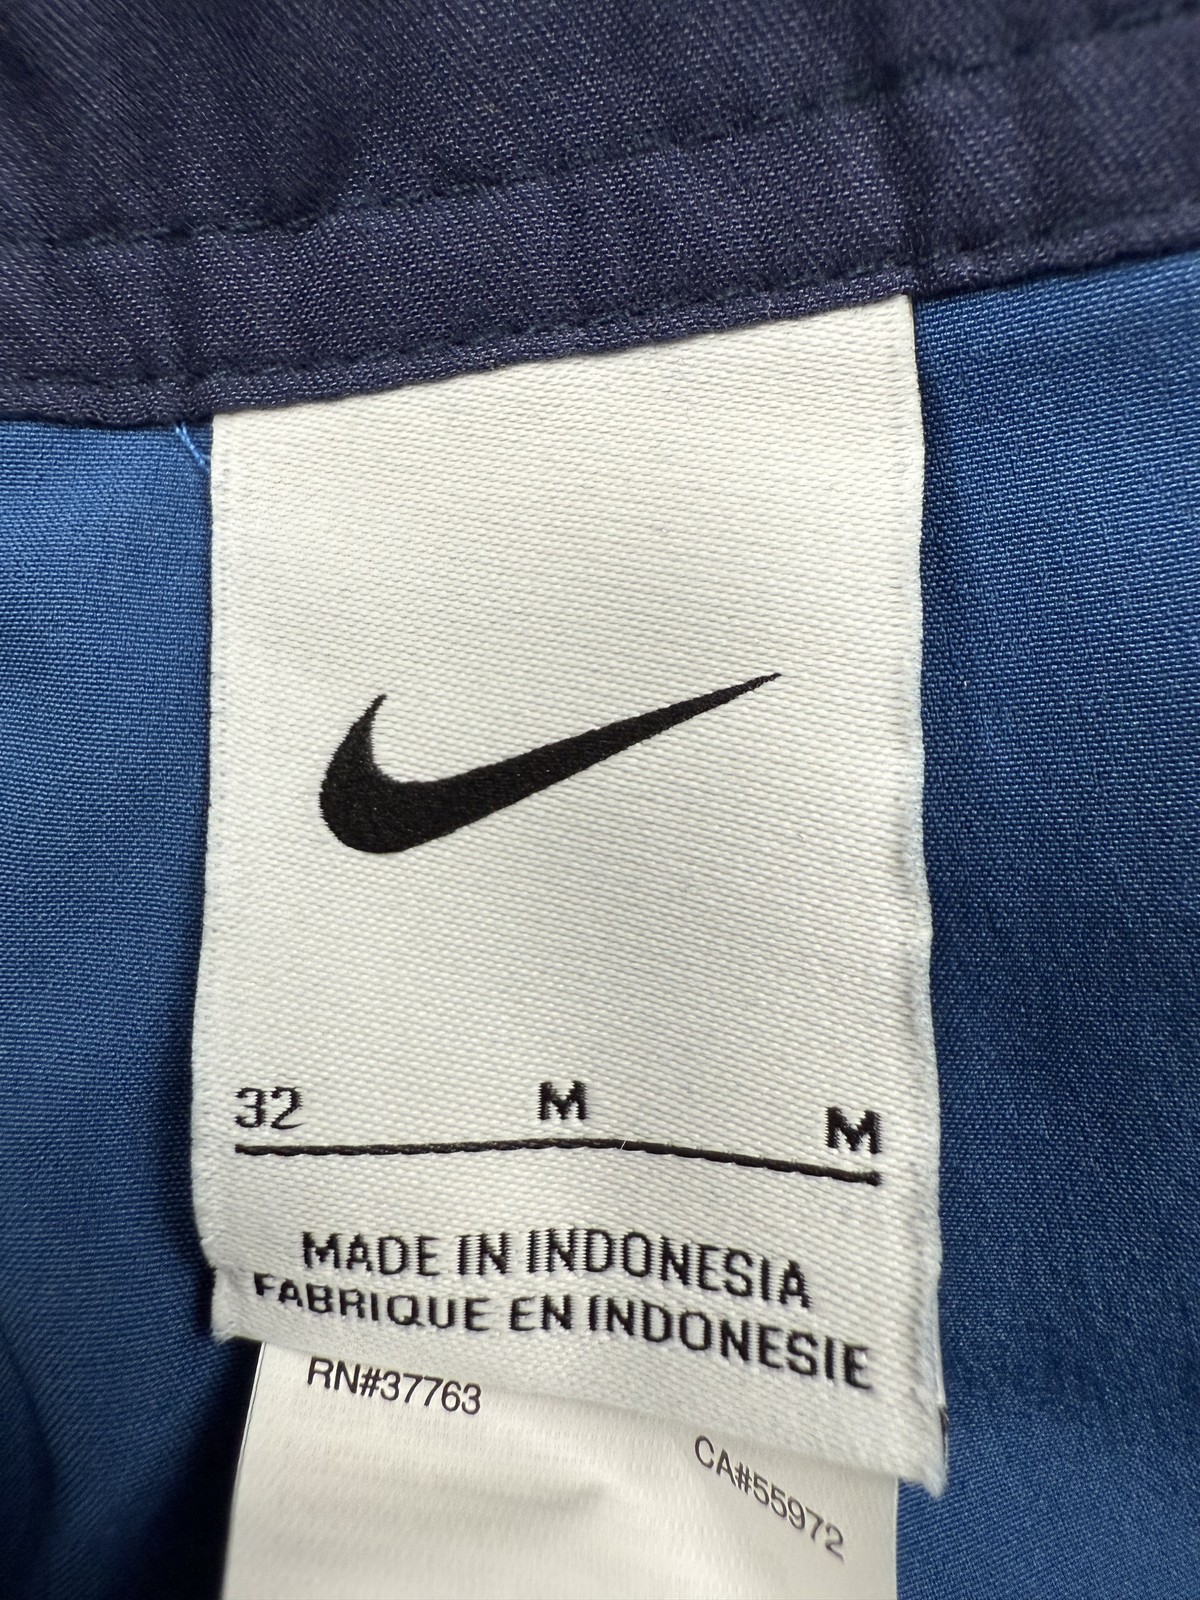 32 M M
MADE IN INDONESIA
FABRIQUE EN INDONESIE
RN#37763
CA#55972